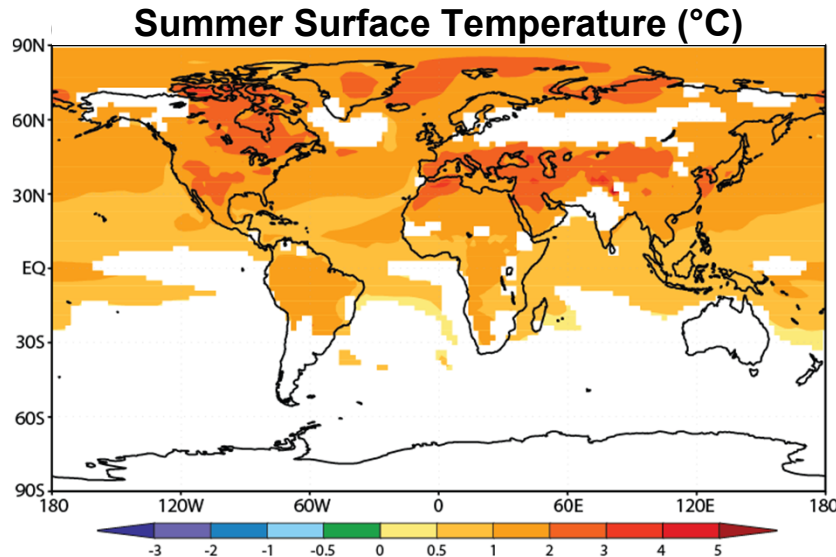 Summer Surface Temperature (°C)
90N
60N
30N
EQ
30S
60S
90S
180 120W 60W 0 60E 120E 180
-3 -2 -1 -0.5 0 0.5 1 2 3 4 5